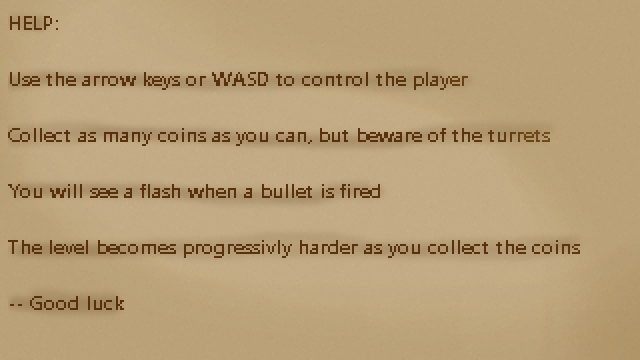 HELP:
Use the arrow keys or WASD to control the player
Collect as many coins as you can, but beware of the turrets
You will see a flash when a bullet is fired
The level becomes progressivly harder as you collect the coins
-- Good luck